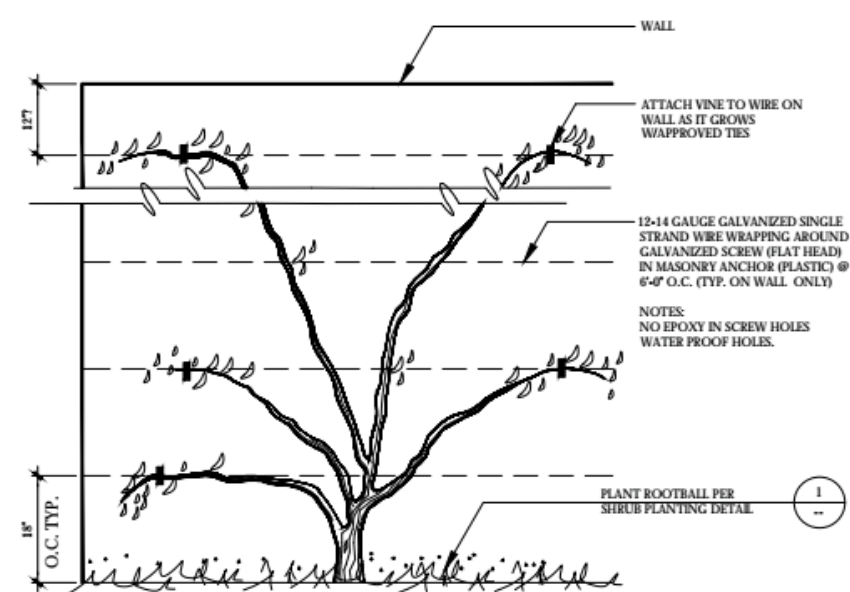 WALL
12"?
ATTACH VINE TO WIRE ON
WALL AS IT GROWS
W/APPROVED TIES
12-14 GAUGE GALVANIZED SINGLE
STRAND WIRE WRAPPING AROUND
GALVANIZED SCREW (FLAT HEAD)
IN MASONRY ANCHOR (PLASTIC) @
6'-0" O.C. (TYP. ON WALL ONLY)
NOTES:
NO EPOXY IN SCREW HOLES
WATER PROOF HOLES.
18"
O.C. TYP.
PLANT ROOTBALL PER
SHRUB PLANTING DETAIL
1
--